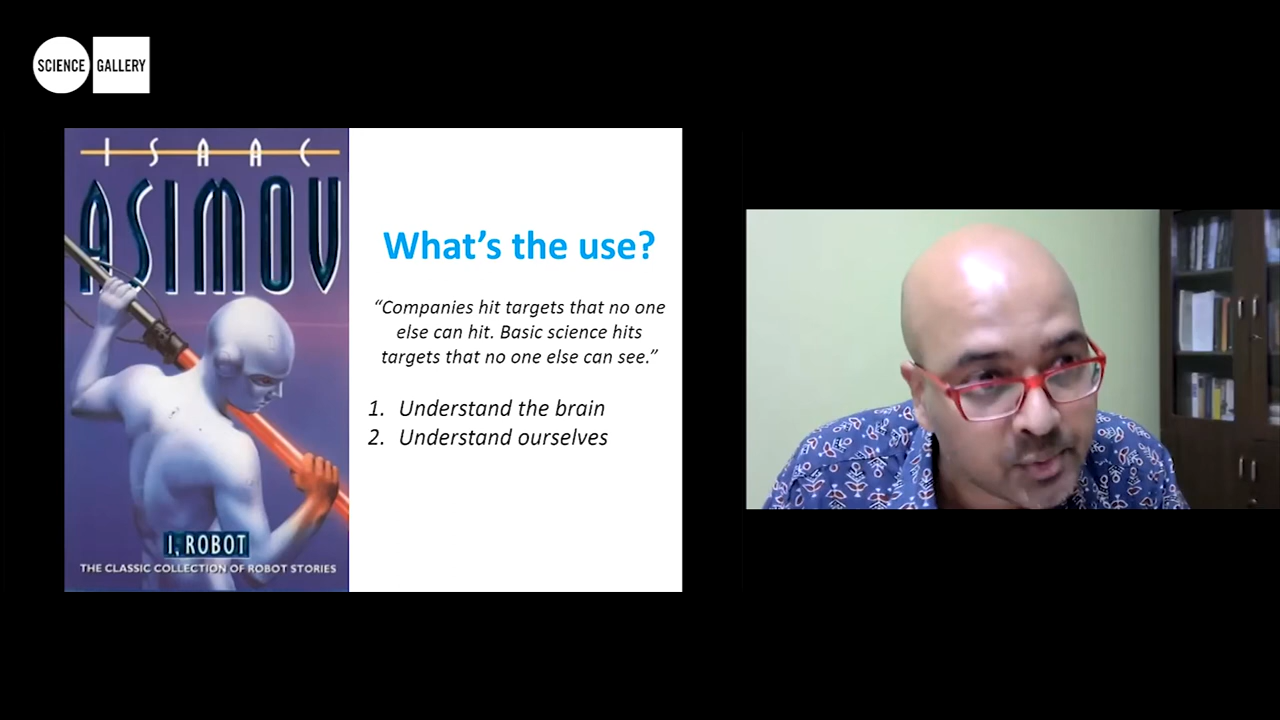 SCIENCE GALLERY
ISAAC
ASIMOV
I, ROBOT
THE CLASSIC COLLECTION OF ROBOT STORIES
What's the use?
“Companies hit targets that no one
else can hit. Basic science hits
targets that no one else can see.”
1. Understand the brain
2. Understand ourselves